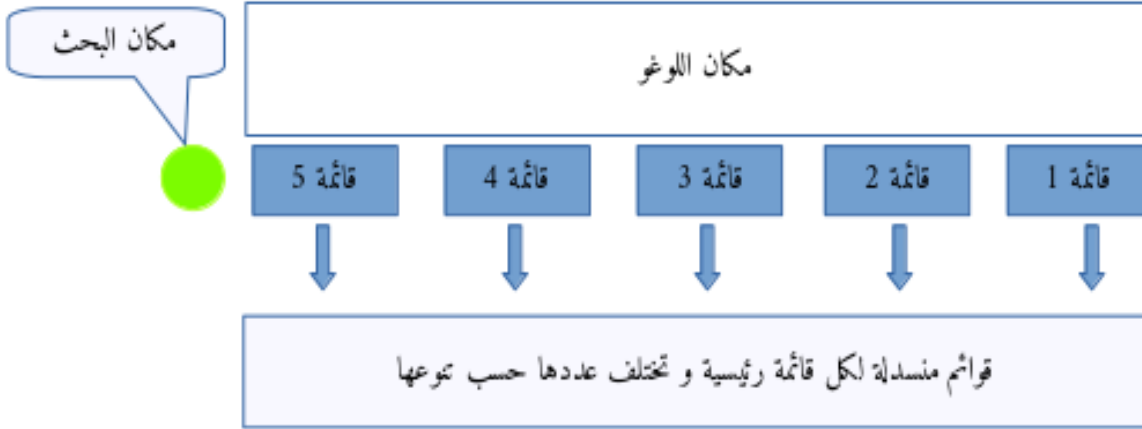 مكان البحث
مكان اللوغو
قائمة 1
قائمة 2
قائمة 3
قائمة 4
قائمة 5
قوائم منسدلة لكل قائمة رئيسية و تختلف عددها حسب تنوعها